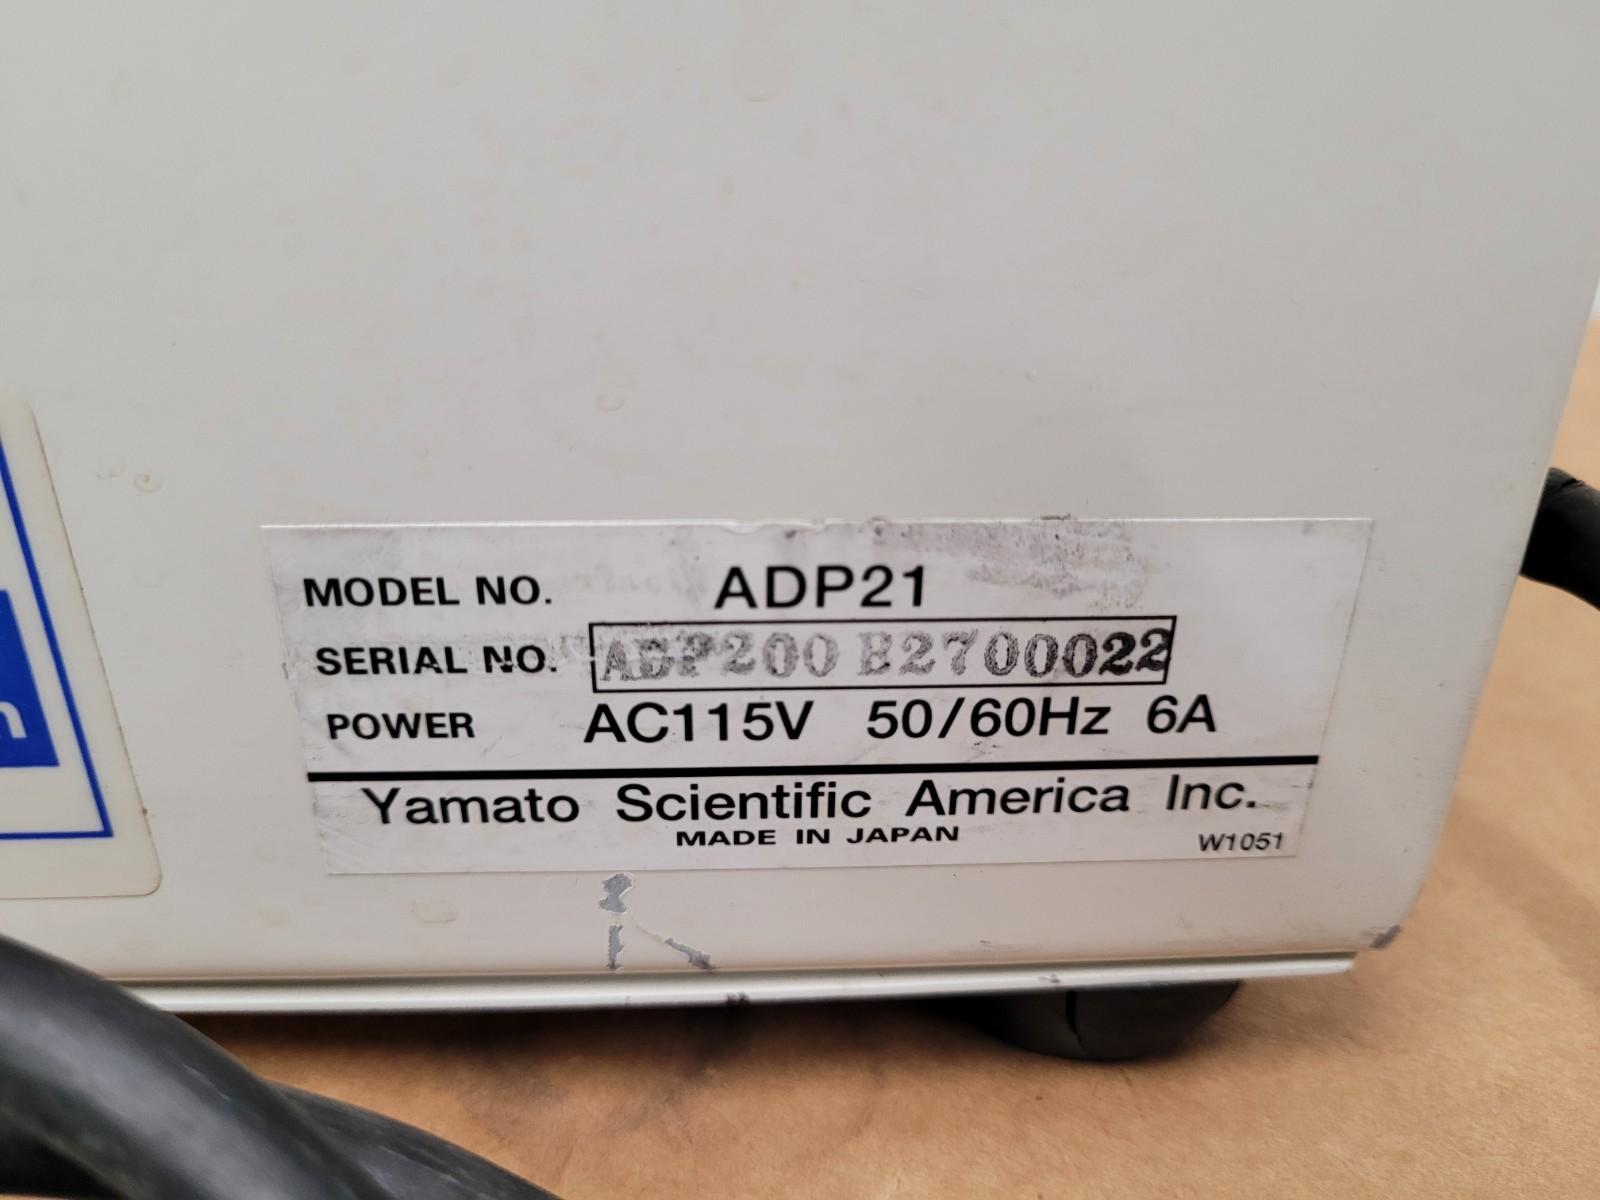 MODEL NO. ADP21
SERIAL NO. ADP200 B2700022
POWER AC115V 50/60Hz 6A
Yamato Scientific America Inc.
MADE IN JAPAN
W1051
n